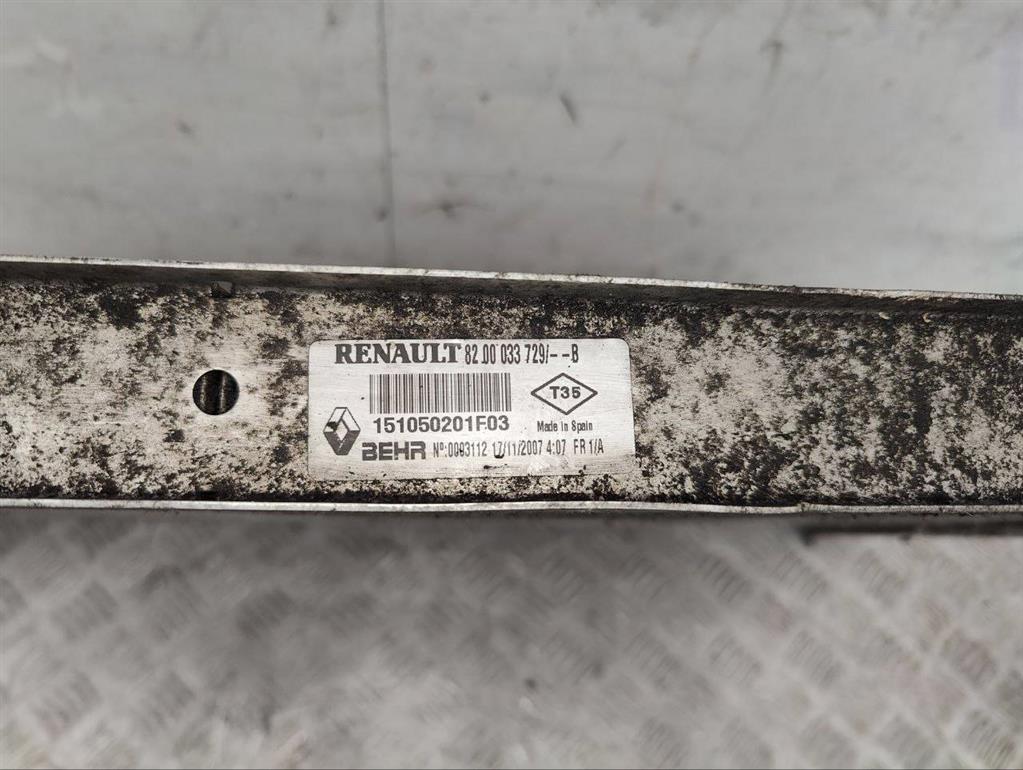 RENAULT 82 00 033 729/- -B
T35
151050201F03 Made in Spain
BEHR Nº:0093112 17/11/2007 4:07 FR 1/A